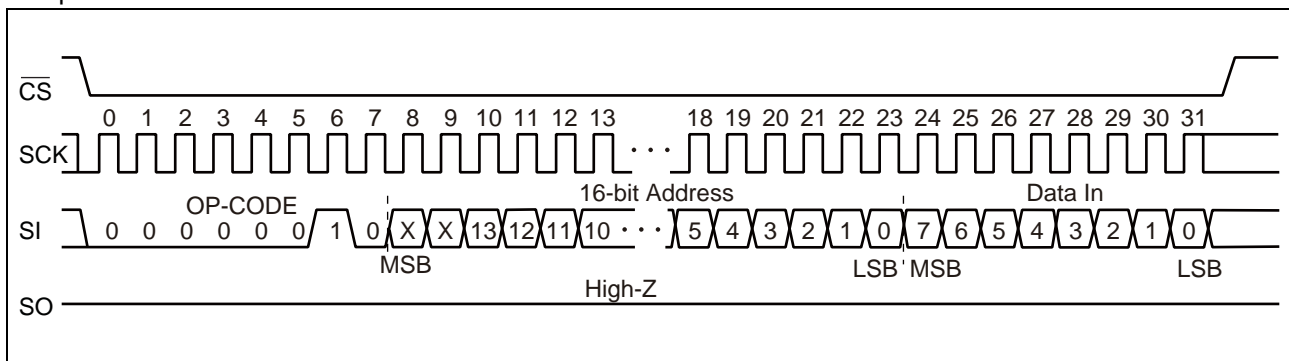 CS
0 1 2 3 4 5 6 7 8 9 10 11 12 13 18 19 20 21 22 23 24 25 26 27 28 29 30 31
SCK ···
OP-CODE 16-bit Address Data In
SI 0 0 0 0 0 0 1 0 X X 13 12 11 10 ··· 5 4 3 2 1 0 7 6 5 4 3 2 1 0
MSB LSB MSB LSB
High-Z
SO